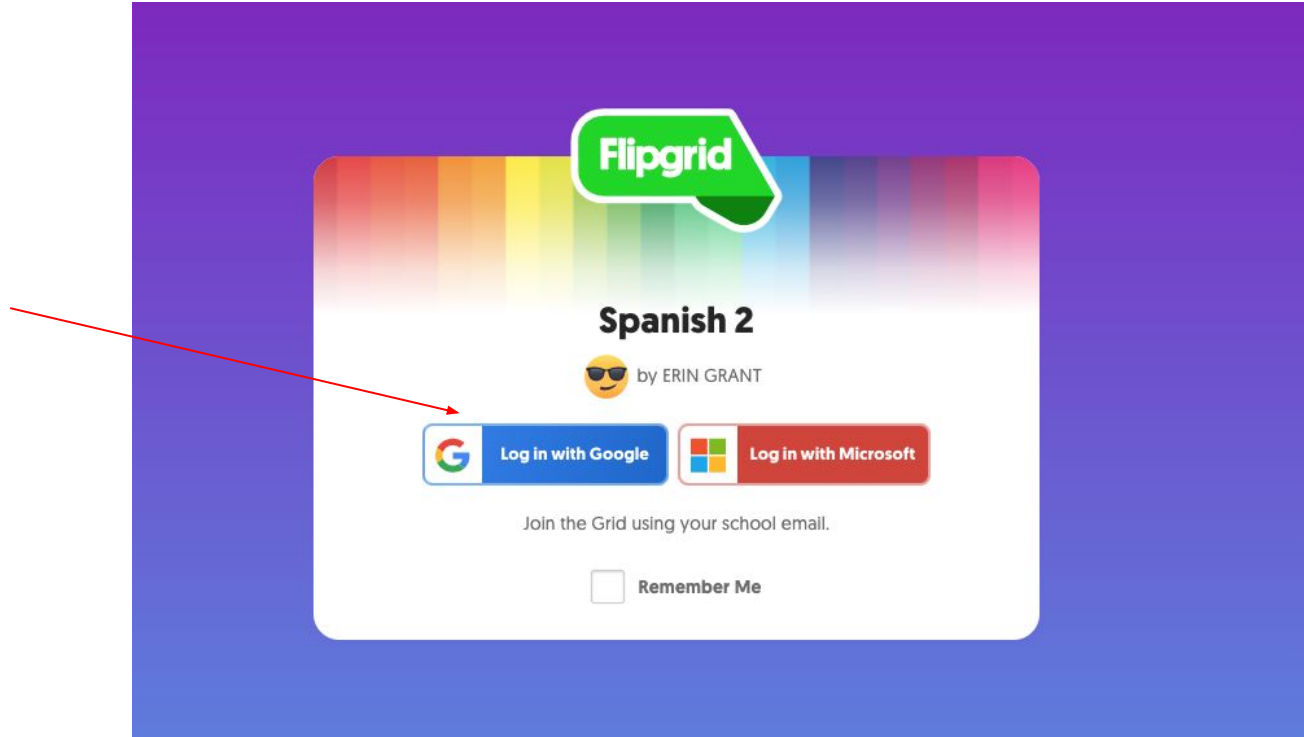 Flipgrid
Spanish 2
by ERIN GRANT
Log in with Google
Log in with Microsoft
Join the Grid using your school email.
Remember Me